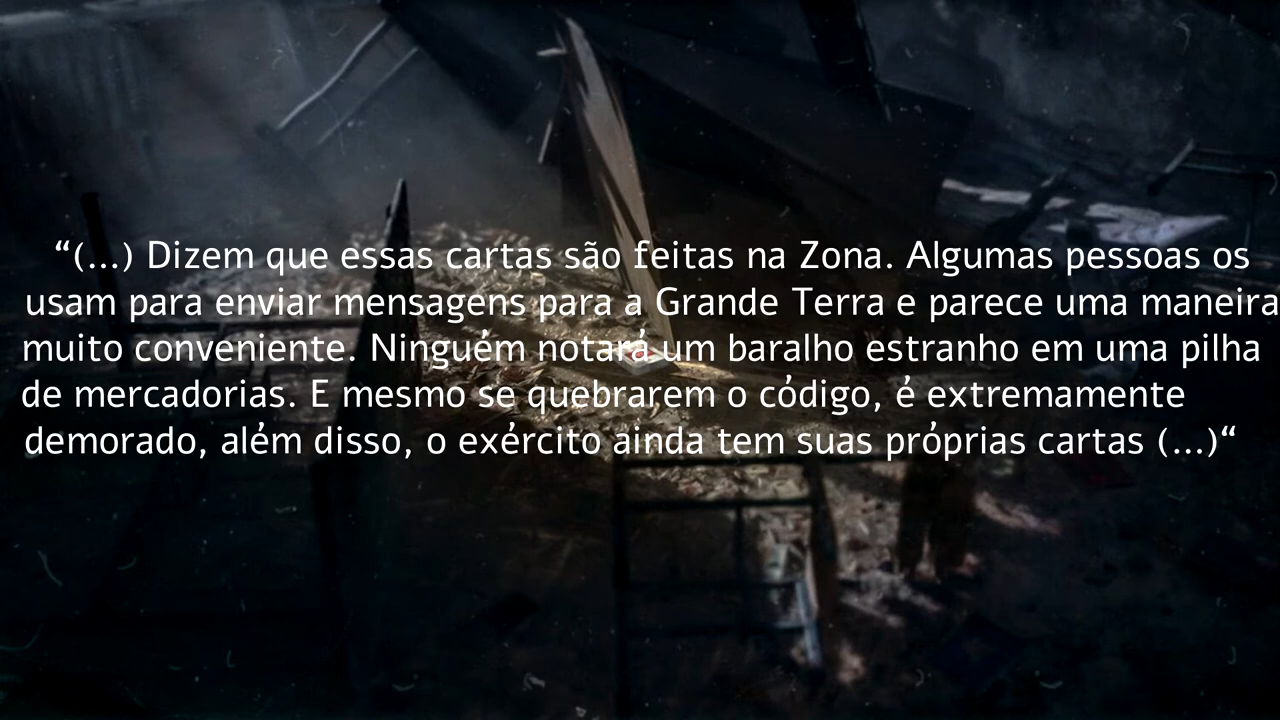 “(...) Dizem que essas cartas são feitas na Zona. Algumas pessoas os
usam para enviar mensagens para a Grande Terra e parece uma maneira
muito conveniente. Ninguém notará um baralho estranho em uma pilha
de mercadorias. E mesmo se quebrarem o código, é extremamente
demorado, além disso, o exército ainda tem suas próprias cartas (...)“